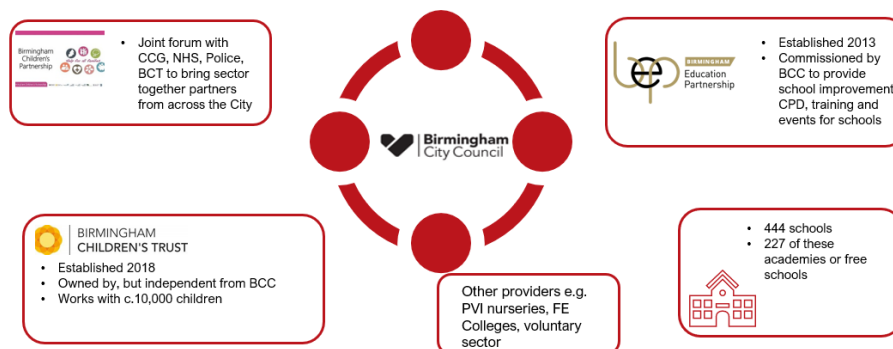 Birmingham
Children's
Partnership
• Joint forum with
CCG, NHS, Police,
BCT to bring sector
together partners
from across the City
Birmingham
City Council
bep
BIRMINGHAM
Education
Partnership
• Established 2013
• Commissioned by
BCC to provide
school improvement
CPD, training and
events for schools
BIRMINGHAM
CHILDREN'S TRUST
• Established 2018
• Owned by, but independent from BCC
• Works with c.10,000 children
Other providers e.g.
PVI nurseries, FE
Colleges, voluntary
sector
• 444 schools
• 227 of these
academies or free
schools